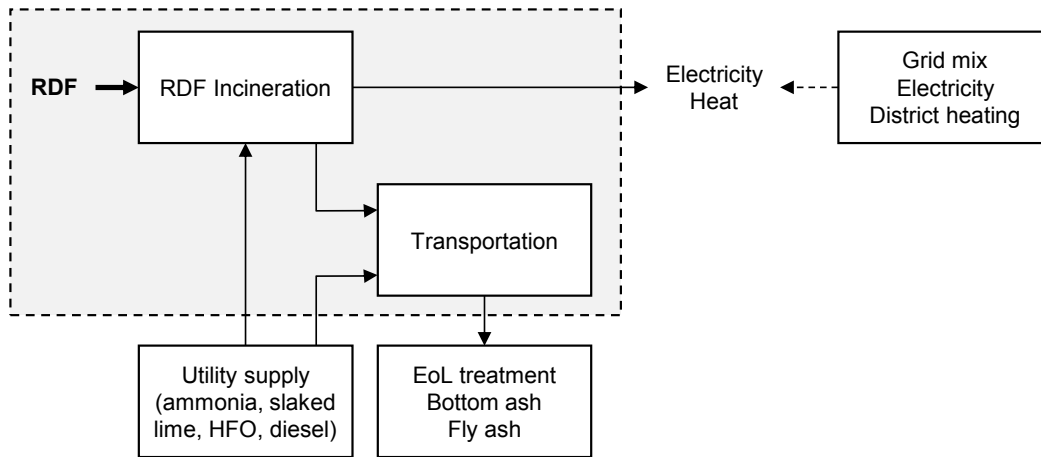 RDF
RDF Incineration
Electricity
Heat
Grid mix
Electricity
District heating
Transportation
Utility supply
(ammonia, slaked
lime, HFO, diesel)
EoL treatment
Bottom ash
Fly ash